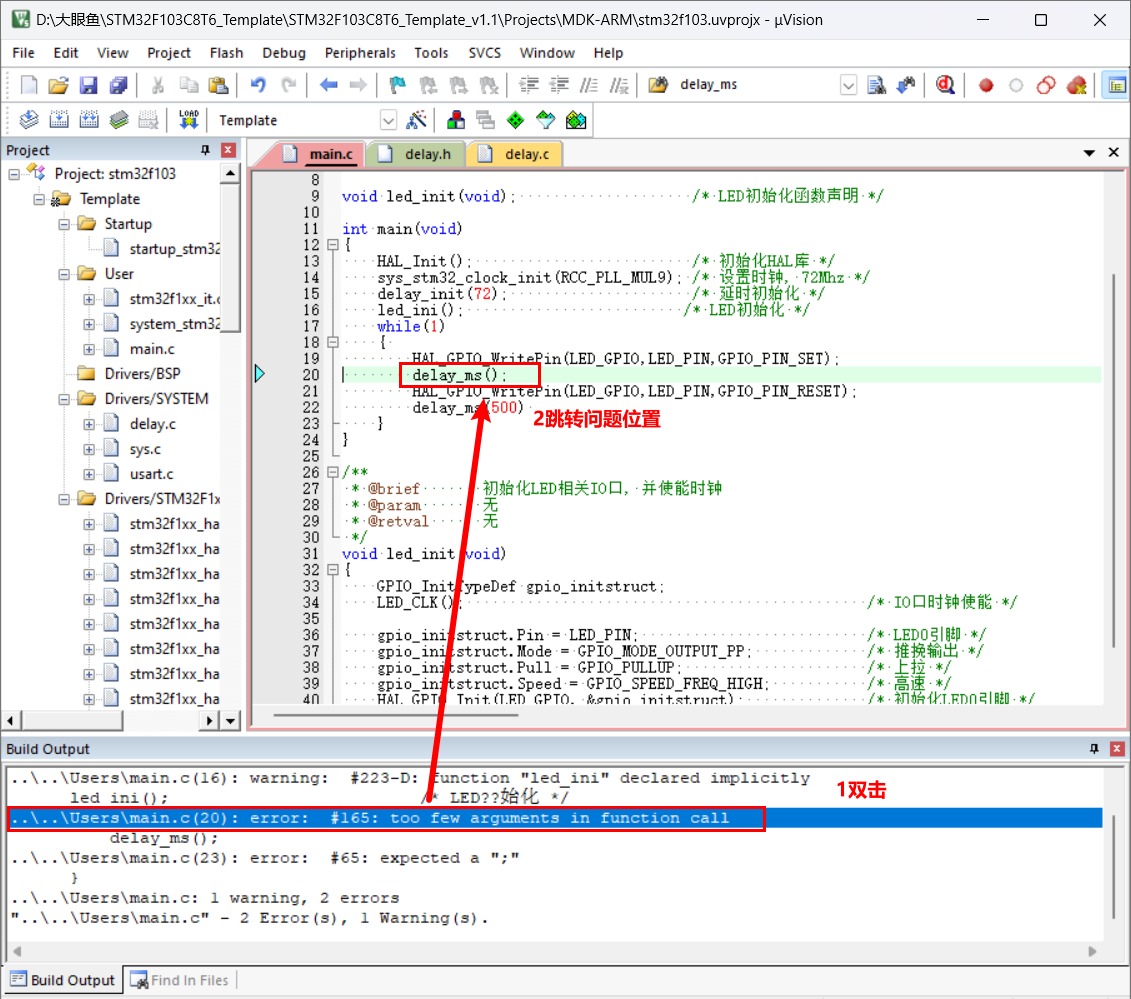 D:\大眼鱼\STM32F103C8T6_Template\STM32F103C8T6_Template_v1.1\Projects\MDK-ARM\stm32f103.uvprojx - µVision
File Edit View Project Flash Debug Peripherals Tools SVCS Window Help
delay_ms
LOAD Template
Project
Project: stm32f103
Template
Startup
startup_stm32
User
stm32f1xx_it.c
system_stm32
main.c
Drivers/BSP
Drivers/SYSTEM
delay.c
sys.c
usart.c
Drivers/STM32F1x
stm32f1xx_ha
stm32f1xx_ha
stm32f1xx_ha
stm32f1xx_ha
stm32f1xx_ha
stm32f1xx_ha
stm32f1xx_ha
stm32f1xx_ha
main.c delay.h delay.c
8
9 void led_init(void); /* LED初始化函数声明 */
10
11 int main(void)
12 {
13 HAL_Init(); /* 初始化HAL库 */
14 sys_stm32_clock_init(RCC_PLL_MUL9); /* 设置时钟, 72Mhz */
15 delay_init(72); /* 延时初始化 */
16 led_ini(); /* LED初始化 */
17 while(1)
18 {
19 HAL_GPIO_WritePin(LED_GPIO,LED_PIN,GPIO_PIN_SET);
20 delay_ms();
21 HAL_GPIO_WritePin(LED_GPIO,LED_PIN,GPIO_PIN_RESET);
22 delay_ms(500)
2跳转问题位置
23 }
24 }
25
26 /**
27 * @brief 初始化LED相关IO口, 并使能时钟
28 * @param 无
29 * @retval 无
30 */
31 void led_init(void)
32 {
33 GPIO_InitTypeDef gpio_initstruct;
34 LED_CLK(); /* IO口时钟使能 */
35
36 gpio_initstruct.Pin = LED_PIN; /* LED0引脚 */
37 gpio_initstruct.Mode = GPIO_MODE_OUTPUT_PP; /* 推挽输出 */
38 gpio_initstruct.Pull = GPIO_PULLUP; /* 上拉 */
39 gpio_initstruct.Speed = GPIO_SPEED_FREQ_HIGH; /* 高速 */
40 HAL_GPIO_Init(LED_GPIO, &gpio_initstruct) /* 初始化LED0引脚 */
Build Output
..\..\Users\main.c(16): warning: #223-D: function "led_ini" declared implicitly
led_ini(); /* LED??始化 */
1双击
..\..\Users\main.c(20): error: #165: too few arguments in function call
delay_ms();
..\..\Users\main.c(23): error: #65: expected a ";"
}
..\..\Users\main.c: 1 warning, 2 errors
"..\..\Users\main.c" - 2 Error(s), 1 Warning(s).
Build Output Find In Files